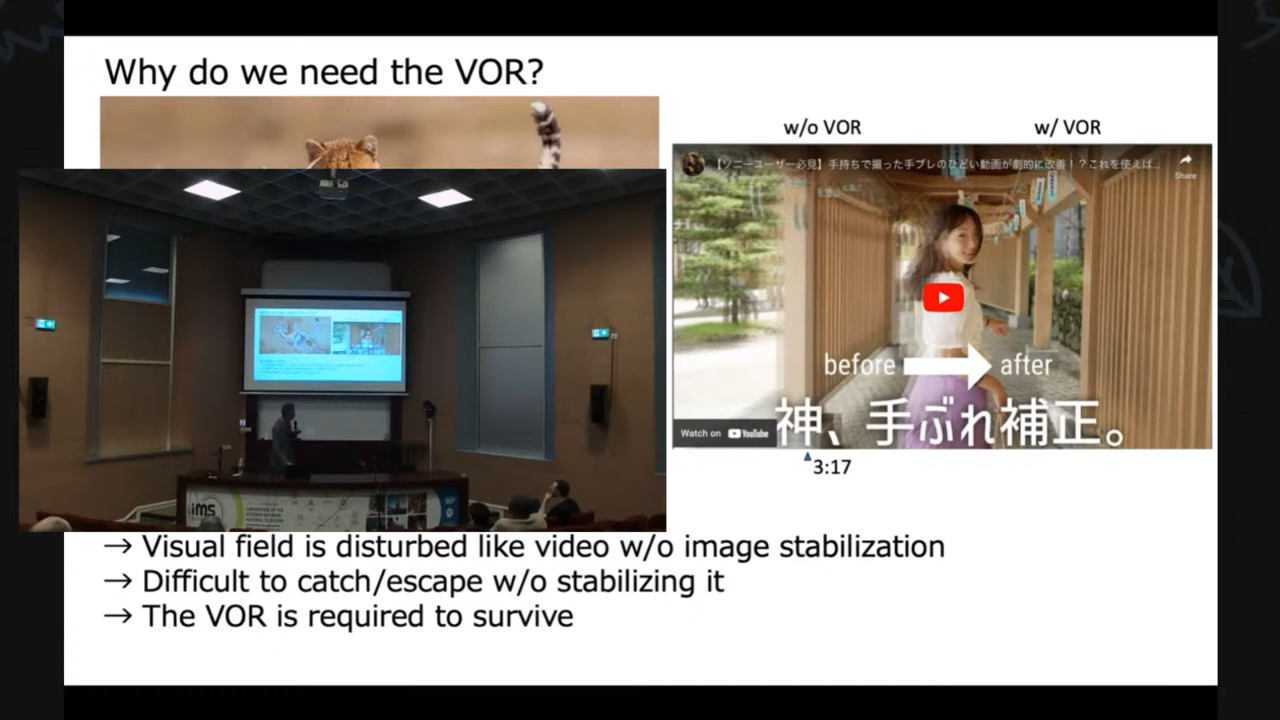 Why do we need the VOR?
w/o VOR
w/ VOR
【ソニーユーザー必見】手持ちで撮った手ブレのひどい動画が劇的に改善！？これを使えば…
Share
before
after
神、手ぶれ補正。
Watch on YouTube
3:17
ims
→ Visual field is disturbed like video w/o image stabilization
→ Difficult to catch/escape w/o stabilizing it
→ The VOR is required to survive